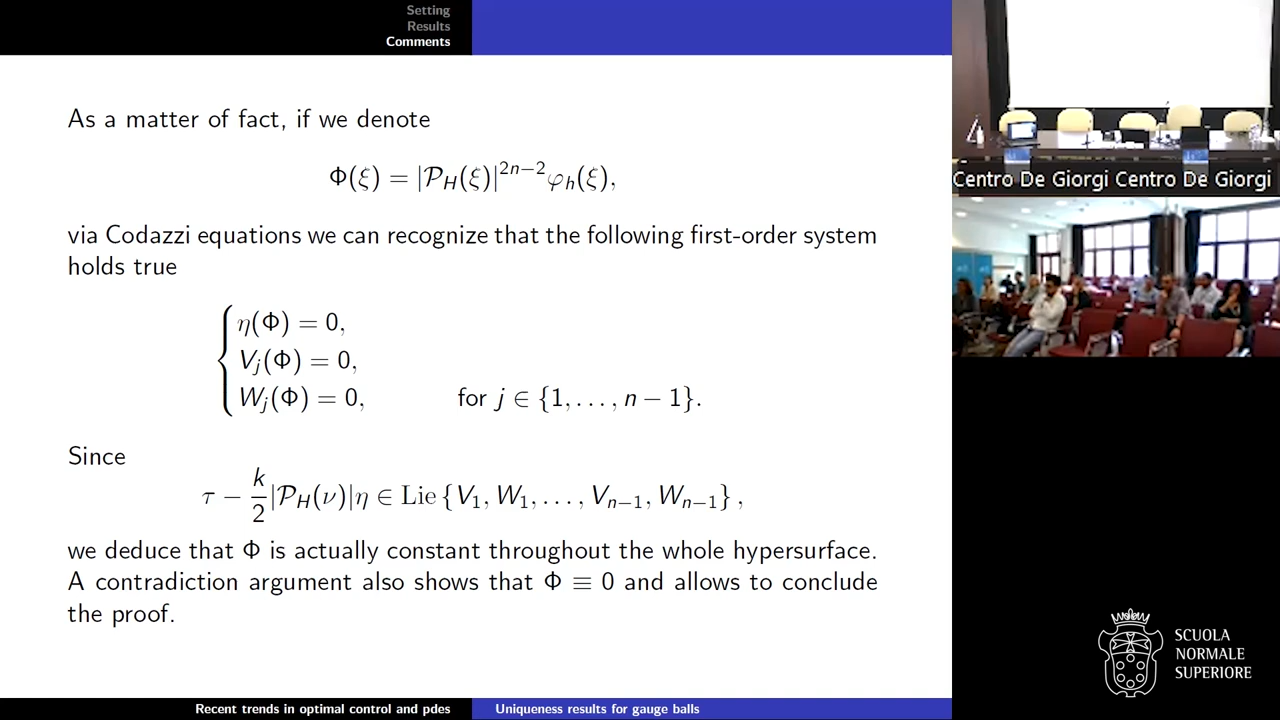 Setting
Results
Comments
As a matter of fact, if we denote
Φ(ξ) = |𝒫_H(ξ)|^{2n−2}φ_h(ξ),
via Codazzi equations we can recognize that the following first-order system
holds true
η(Φ) = 0,
V_j(Φ) = 0,
W_j(Φ) = 0, for j ∈ {1, . . . , n − 1}.
Since
τ − k/2 |𝒫_H(ν)|η ∈ Lie {V_1, W_1, . . . , V_{n−1}, W_{n−1}} ,
we deduce that Φ is actually constant throughout the whole hypersurface.
A contradiction argument also shows that Φ ≡ 0 and allows to conclude
the proof.
Recent trends in optimal control and pdes
Uniqueness results for gauge balls
Centro De Giorgi Centro De Giorgi
SCUOLA
NORMALE
SUPERIORE